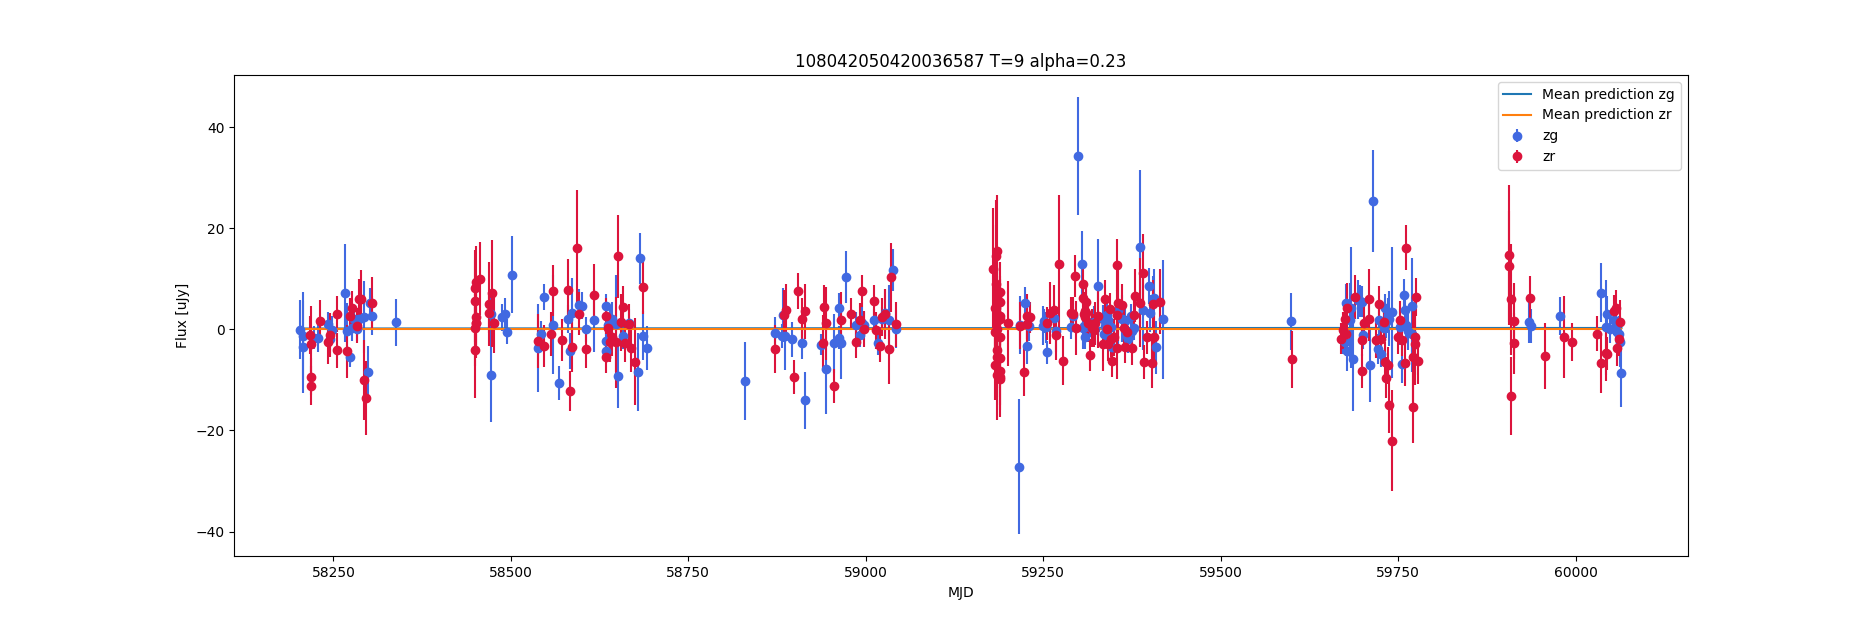 108042050420036587 T=9 alpha=0.23
Mean prediction zg
Mean prediction zr
zg
zr
Flux [uJy]
40
20
0
−20
−40
58250 58500 58750 59000 59250 59500 59750 60000
MJD